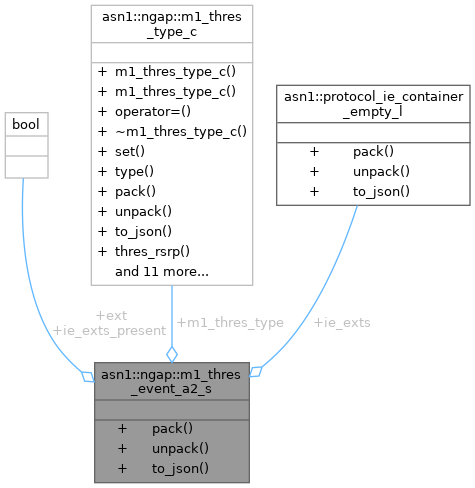 asn1::ngap::m1_thres
_type_c
+ m1_thres_type_c()
+ m1_thres_type_c()
+ operator=()
+ ~m1_thres_type_c()
+ set()
+ type()
+ pack()
+ unpack()
+ to_json()
+ thres_rsrp()
and 11 more...
asn1::protocol_ie_container
_empty_l
+ pack()
+ unpack()
+ to_json()
bool
+ext
+ie_exts_present
+m1_thres_type
+ie_exts
asn1::ngap::m1_thres
_event_a2_s
+ pack()
+ unpack()
+ to_json()